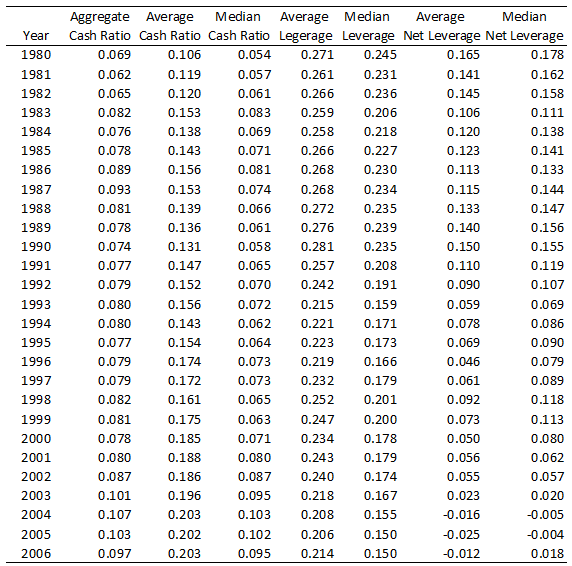 Aggregate Average Median Average Median Average Median
Year Cash Ratio Cash Ratio Cash Ratio Legerage Leverage Net Leverage Net Leverage
1980 0.069 0.106 0.054 0.271 0.245 0.165 0.178
1981 0.062 0.119 0.057 0.261 0.231 0.141 0.162
1982 0.065 0.120 0.061 0.266 0.236 0.145 0.158
1983 0.082 0.153 0.083 0.259 0.206 0.106 0.111
1984 0.076 0.138 0.069 0.258 0.218 0.120 0.138
1985 0.078 0.143 0.071 0.266 0.227 0.123 0.141
1986 0.089 0.156 0.081 0.268 0.230 0.113 0.133
1987 0.093 0.153 0.074 0.268 0.234 0.115 0.144
1988 0.081 0.139 0.066 0.272 0.235 0.133 0.147
1989 0.078 0.136 0.061 0.276 0.239 0.140 0.156
1990 0.074 0.131 0.058 0.281 0.235 0.150 0.155
1991 0.077 0.147 0.065 0.257 0.208 0.110 0.119
1992 0.079 0.152 0.070 0.242 0.191 0.090 0.107
1993 0.080 0.156 0.072 0.215 0.159 0.059 0.069
1994 0.080 0.143 0.062 0.221 0.171 0.078 0.086
1995 0.077 0.154 0.064 0.223 0.173 0.069 0.090
1996 0.079 0.174 0.073 0.219 0.166 0.046 0.079
1997 0.079 0.172 0.073 0.232 0.179 0.061 0.089
1998 0.082 0.161 0.065 0.252 0.201 0.092 0.118
1999 0.081 0.175 0.063 0.247 0.200 0.073 0.113
2000 0.078 0.185 0.071 0.234 0.178 0.050 0.080
2001 0.080 0.188 0.080 0.243 0.179 0.056 0.062
2002 0.087 0.186 0.087 0.240 0.174 0.055 0.057
2003 0.101 0.196 0.095 0.218 0.167 0.023 0.020
2004 0.107 0.203 0.103 0.208 0.155 -0.016 -0.005
2005 0.103 0.202 0.102 0.206 0.150 -0.025 -0.004
2006 0.097 0.203 0.095 0.214 0.150 -0.012 0.018